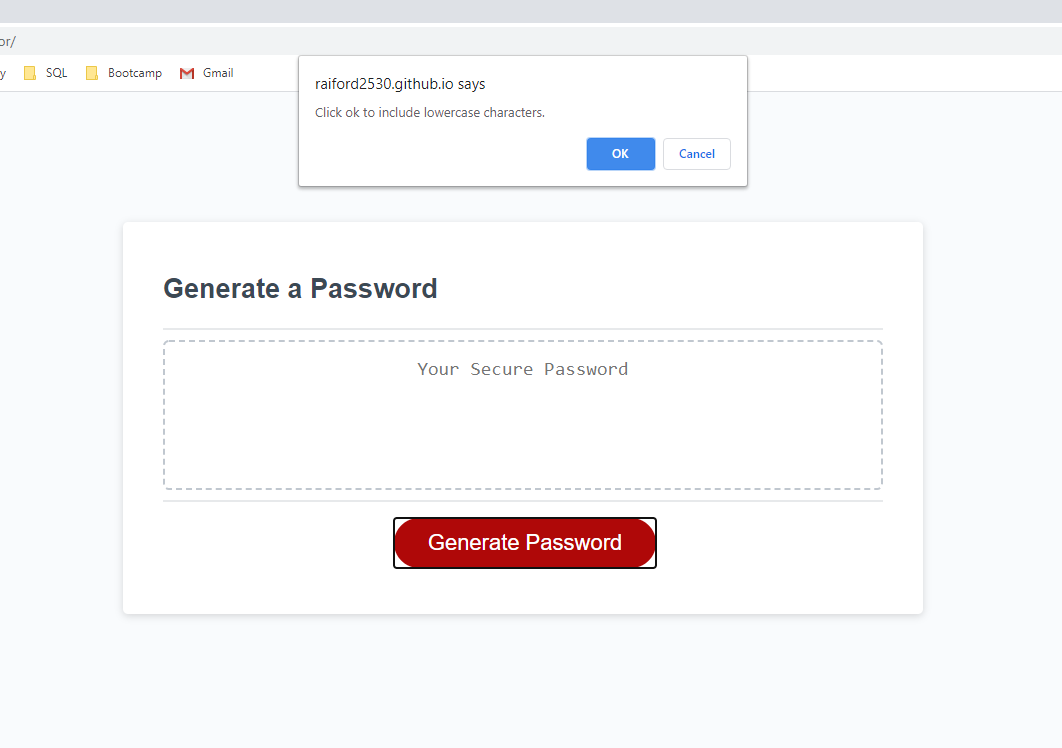 or/
y SQL Bootcamp Gmail
raiford2530.github.io says
Click ok to include lowercase characters.
OK Cancel
Generate a Password
Your Secure Password
Generate Password